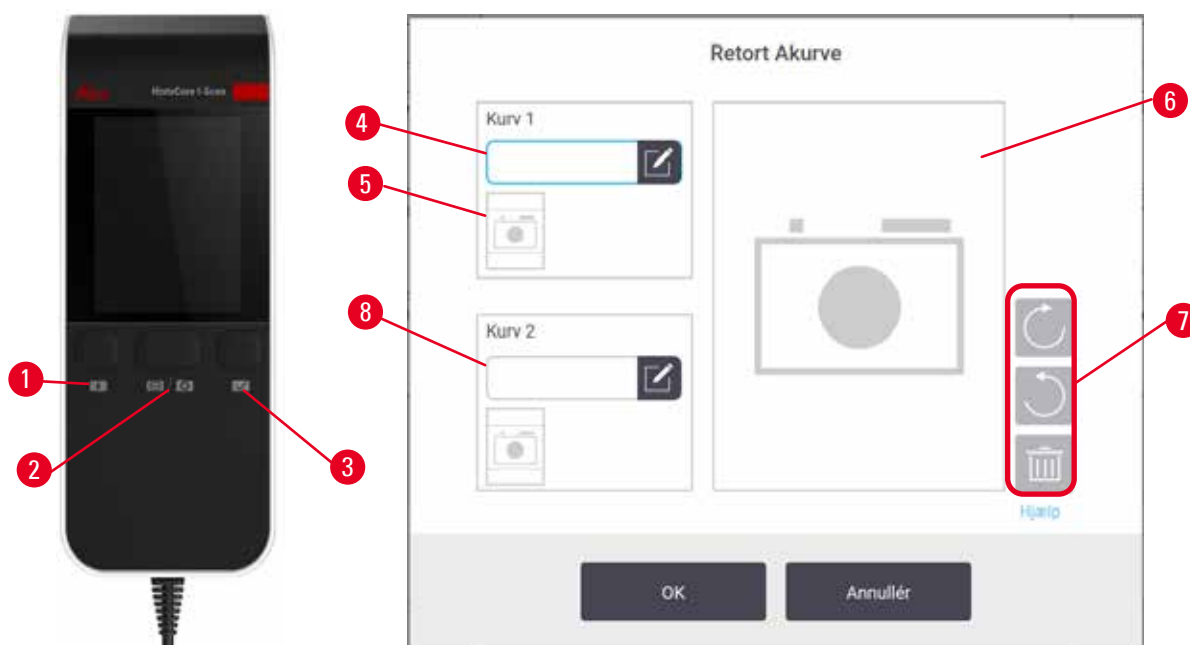 Leica
HistoCore I-Scan
1
2
3
Retort Akurve
Kurv 1
4
5
Kurv 2
8
6
7
Hjælp
OK
Annullér